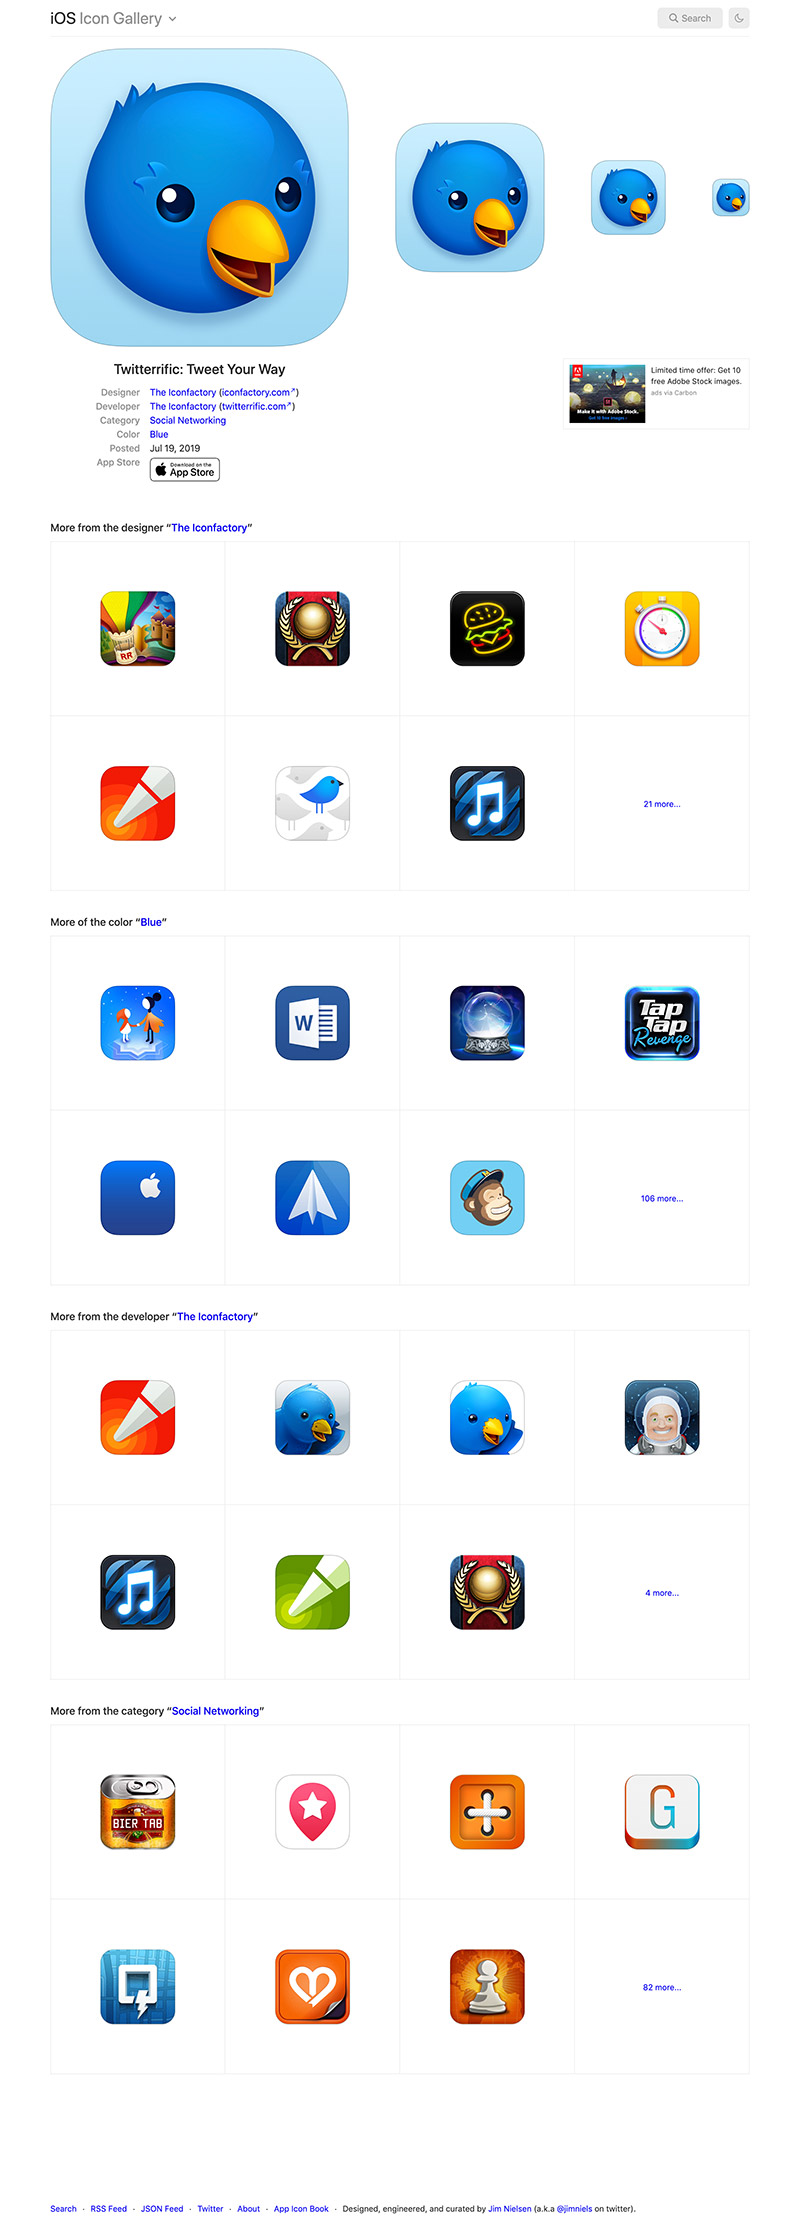 iOS Icon Gallery
Search
Twitterrific: Tweet Your Way
Designer The Iconfactory (iconfactory.com↗)
Developer The Iconfactory (twitterrific.com↗)
Category Social Networking
Color Blue
Posted Jul 19, 2019
App Store Download on the
App Store
Limited time offer: Get 10
free Adobe Stock images.
ads via Carbon
Adobe
Make it with Adobe Stock.
Get 10 free images ›
More from the designer “The Iconfactory”
RR
21 more…
More of the color “Blue”
W
Tap
Tap
Revenge
106 more…
More from the developer “The Iconfactory”
4 more…
More from the category “Social Networking”
BIER TAB
G
82 more…
Search · RSS Feed · JSON Feed · Twitter · About · App Icon Book · Designed, engineered, and curated by Jim Nielsen (a.k.a @jimniels on twitter).